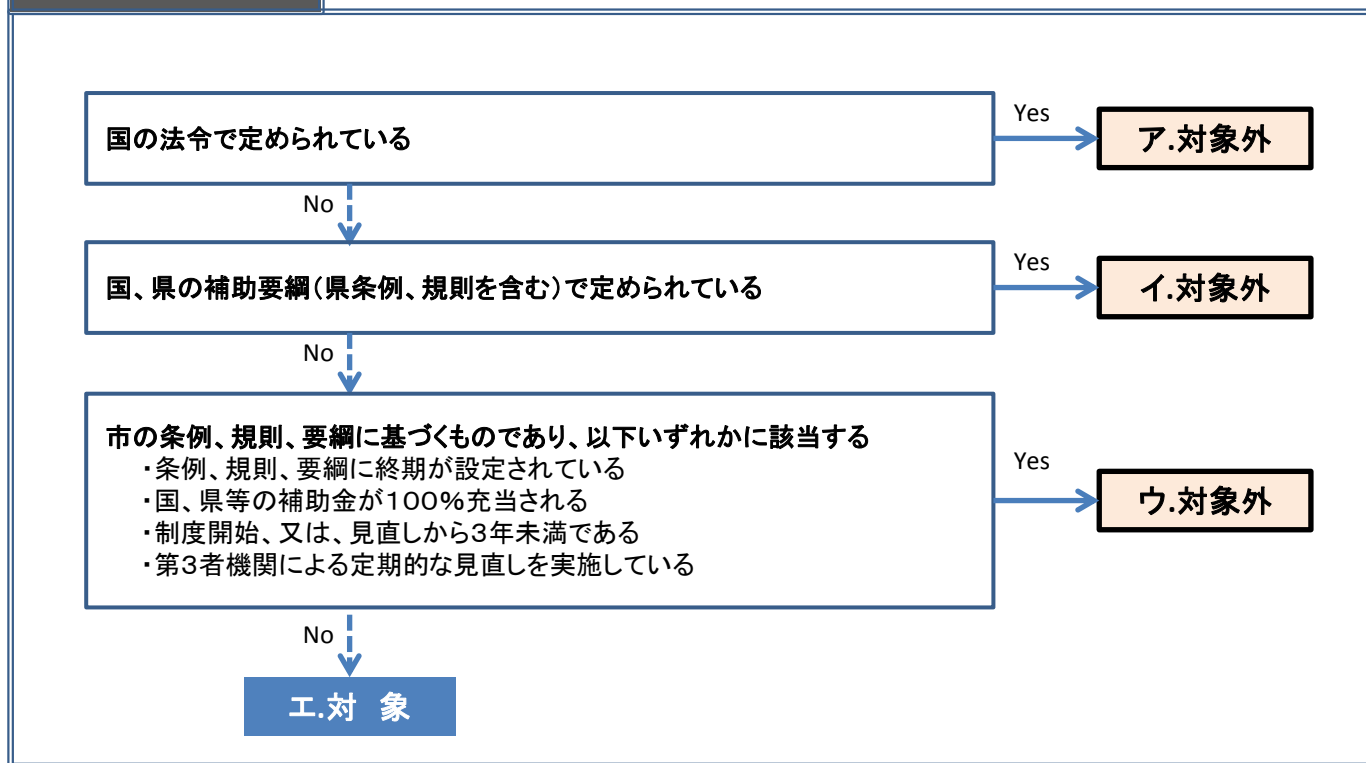 国の法令で定められている
Yes
ア.対象外
No
国、県の補助要綱(県条例、規則を含む)で定められている
Yes
イ.対象外
No
市の条例、規則、要綱に基づくものであり、以下いずれかに該当する
・条例、規則、要綱に終期が設定されている
・国、県等の補助金が100%充当される
・制度開始、又は、見直しから3年未満である
・第3者機関による定期的な見直しを実施している
Yes
ウ.対象外
No
エ.対　象